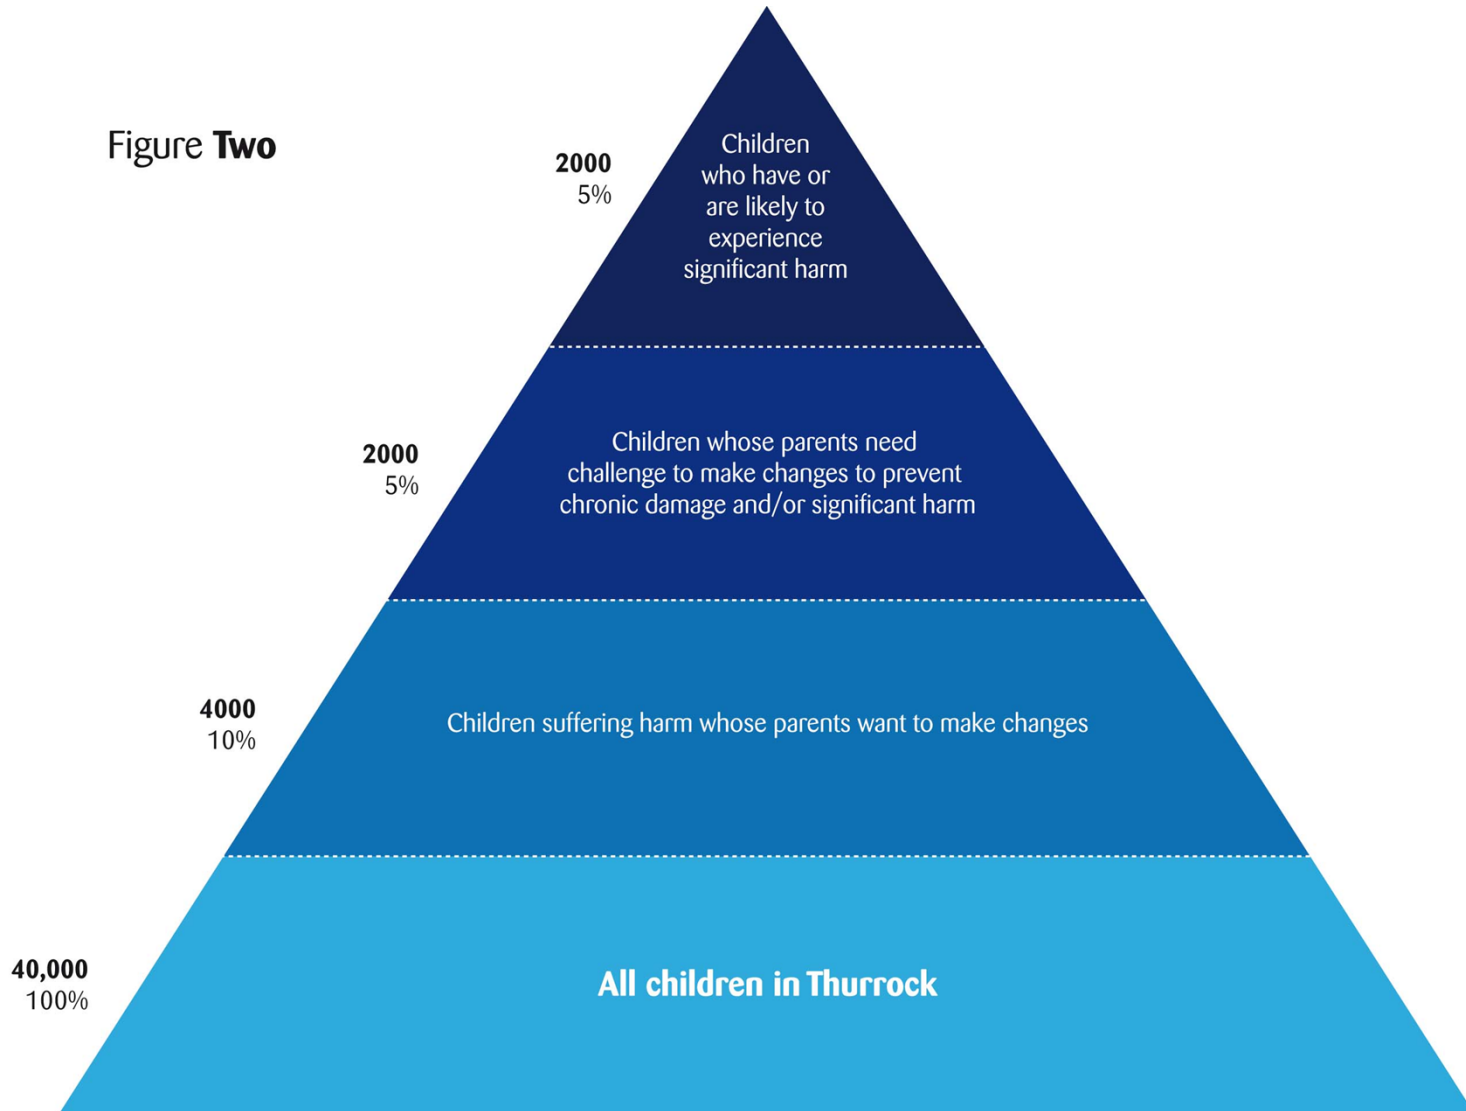 Figure Two
2000
5%
Children
who have or
are likely to
experience
significant harm
2000
5%
Children whose parents need
challenge to make changes to prevent
chronic damage and/or significant harm
4000
10%
Children suffering harm whose parents want to make changes
40,000
100%
All children in Thurrock